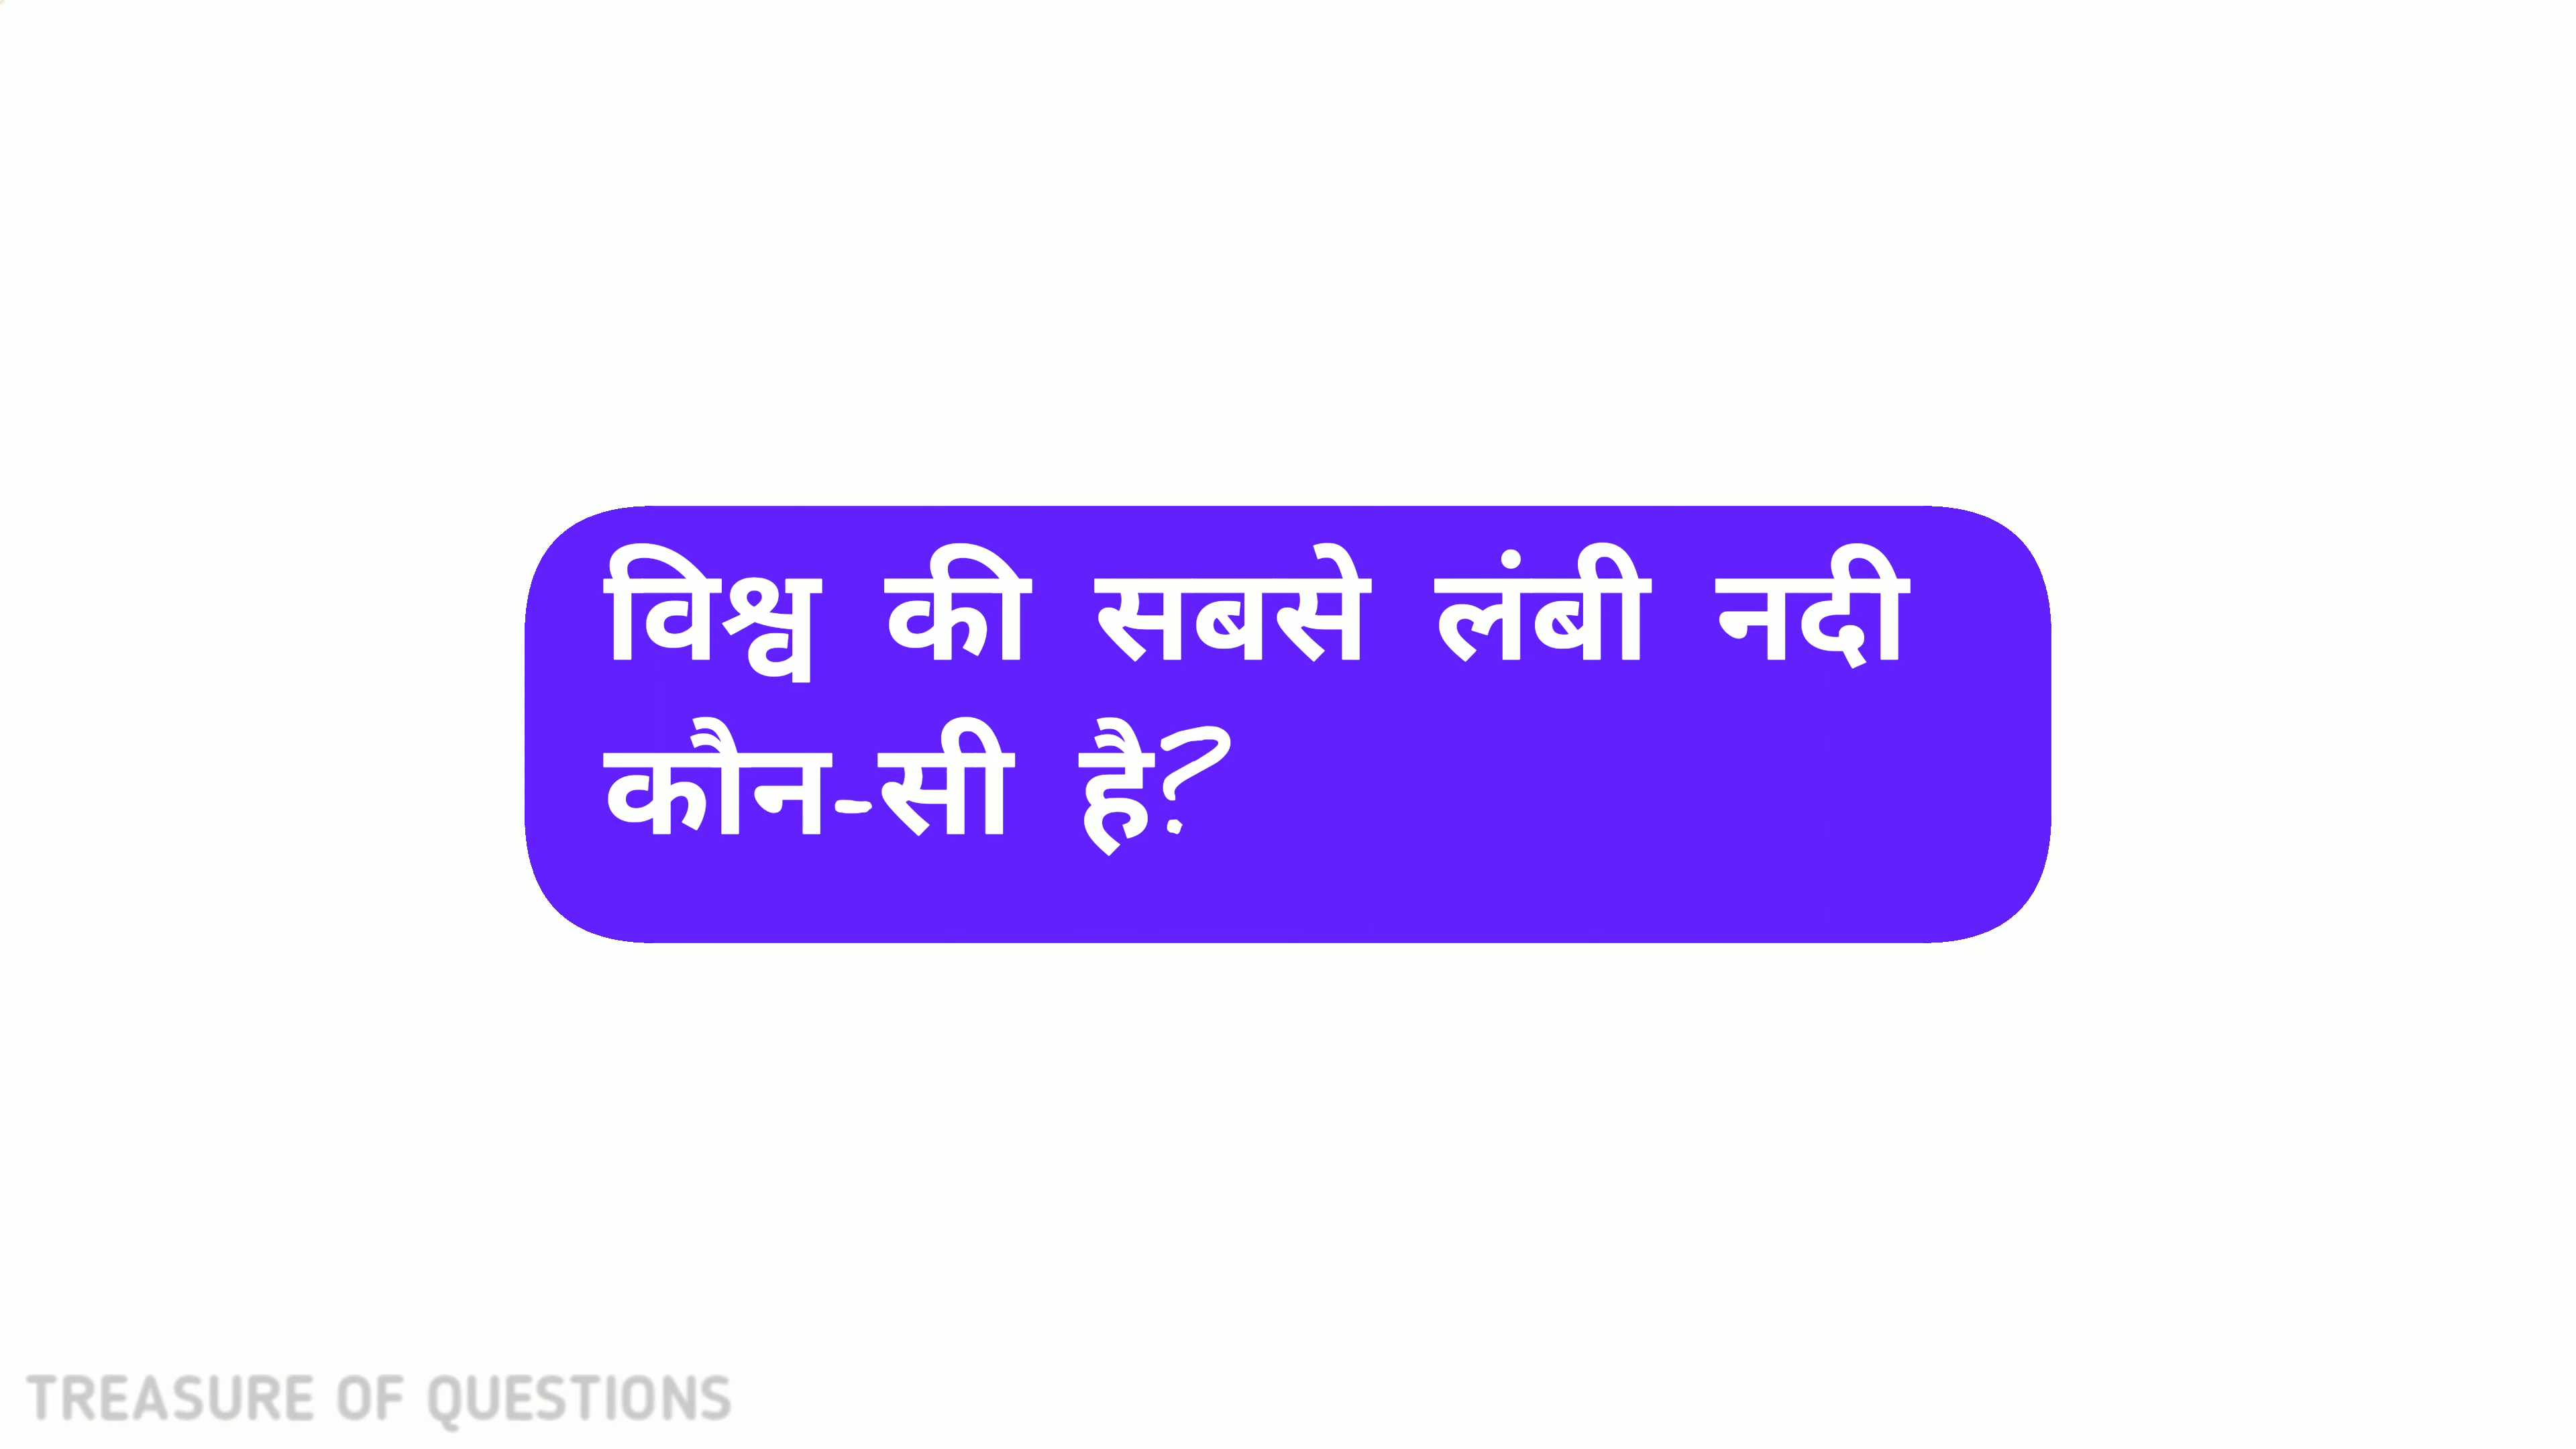 विश्व की सबसे लंबी नदी
कौन-सी है?
TREASURE OF QUESTIONS